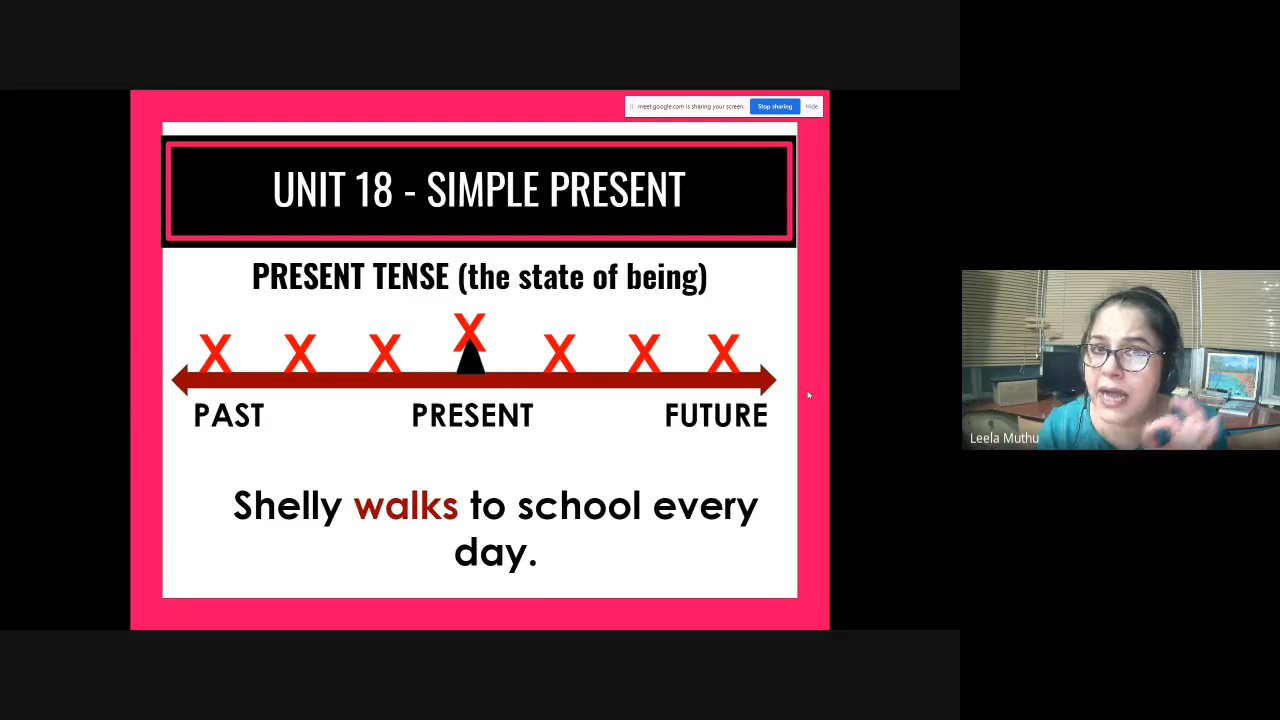 meet.google.com is sharing your screen. Stop sharing Hide
UNIT 18 - SIMPLE PRESENT
PRESENT TENSE (the state of being)
X X X X X X X
PAST PRESENT FUTURE
Shelly walks to school every
day.
Leela Muthu